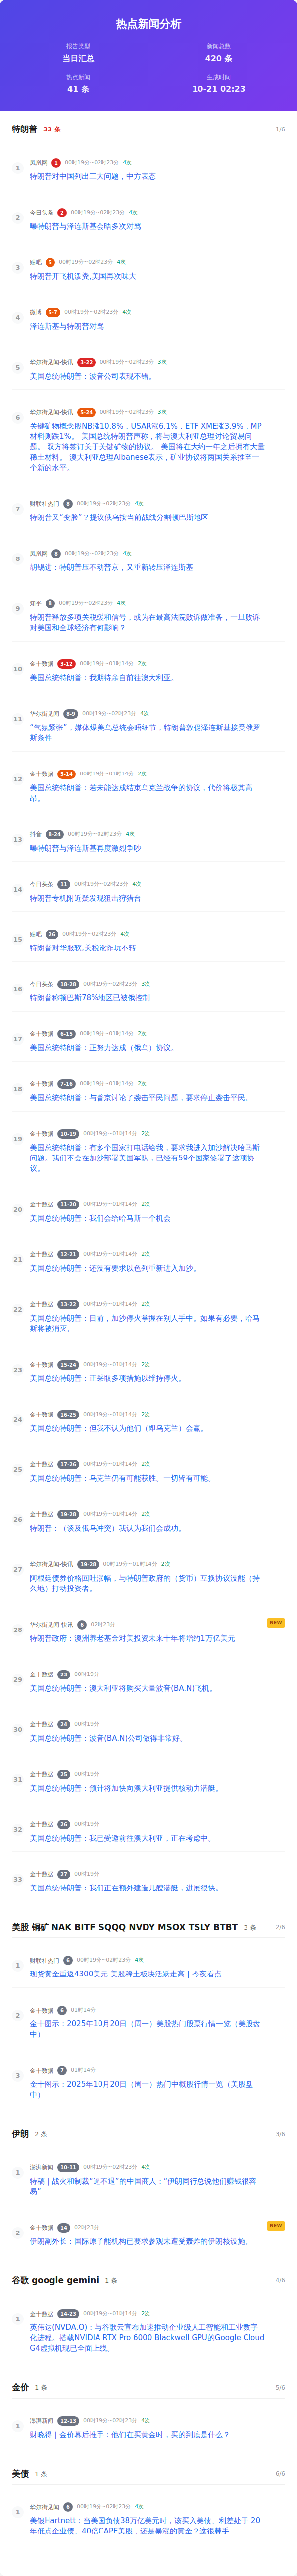 热点新闻分析
报告类型
新闻总数
当日汇总
420 条
热点新闻
生成时间
41 条
10-21 02:23
特朗普 33 条 1/6
1 凤凰网 1 00时19分~02时23分 4次
特朗普对中国列出三大问题，中方表态
2 今日头条 2 00时19分~02时23分 4次
曝特朗普与泽连斯基会晤多次对骂
3 贴吧 5 00时19分~02时23分 4次
特朗普开飞机泼粪,美国再次味大
4 微博 5-7 00时19分~02时23分 4次
泽连斯基与特朗普对骂
5 华尔街见闻-快讯 3-22 00时19分~02时23分 3次
美国总统特朗普：波音公司表现不错。
6 华尔街见闻-快讯 5-24 00时19分~02时23分 3次
关键矿物概念股NB涨10.8%，USAR涨6.1%，ETF XME涨3.9%，MP
材料则跌1%。 美国总统特朗普声称，将与澳大利亚总理讨论贸易问
题。 双方将签订关于关键矿物的协议。 美国将在大约一年之后拥有大量
稀土材料。 澳大利亚总理Albanese表示，矿业协议将两国关系推至一
个新的水平。
7 财联社热门 8 00时19分~02时23分 4次
特朗普又“变脸”？提议俄乌按当前战线分割顿巴斯地区
8 凤凰网 8 00时19分~02时23分 4次
胡锡进：特朗普压不动普京，又重新转压泽连斯基
9 知乎 8 00时19分~02时23分 4次
特朗普释放多项关税缓和信号，或为在最高法院败诉做准备，一旦败诉
对美国和全球经济有何影响？
10 金十数据 3-12 00时19分~01时14分 2次
美国总统特朗普：我期待亲自前往澳大利亚。
11 华尔街见闻 8-9 00时19分~02时23分 4次
“气氛紧张”，媒体爆美乌总统会晤细节，特朗普敦促泽连斯基接受俄罗
斯条件
12 金十数据 5-14 00时19分~01时14分 2次
美国总统特朗普：若未能达成结束乌克兰战争的协议，代价将极其高
昂。
13 抖音 8-24 00时19分~02时23分 4次
曝特朗普与泽连斯基再度激烈争吵
14 今日头条 11 00时19分~02时23分 4次
特朗普专机附近疑发现狙击狩猎台
15 贴吧 26 00时19分~02时23分 4次
特朗普对华服软,关税讹诈玩不转
16 今日头条 18-28 00时19分~02时23分 3次
特朗普称顿巴斯78%地区已被俄控制
17 金十数据 6-15 00时19分~01时14分 2次
美国总统特朗普：正努力达成（俄乌）协议。
18 金十数据 7-16 00时19分~01时14分 2次
美国总统特朗普：与普京讨论了袭击平民问题，要求停止袭击平民。
19 金十数据 10-19 00时19分~01时14分 2次
美国总统特朗普：有多个国家打电话给我，要求我进入加沙解决哈马斯
问题。我们不会在加沙部署美国军队，已经有59个国家签署了这项协
议。
20 金十数据 11-20 00时19分~01时14分 2次
美国总统特朗普：我们会给哈马斯一个机会
21 金十数据 12-21 00时19分~01时14分 2次
美国总统特朗普：还没有要求以色列重新进入加沙。
22 金十数据 13-22 00时19分~01时14分 2次
美国总统特朗普：目前，加沙停火掌握在别人手中。如果有必要，哈马
斯将被消灭。
23 金十数据 15-24 00时19分~01时14分 2次
美国总统特朗普：正采取多项措施以维持停火。
24 金十数据 16-25 00时19分~01时14分 2次
美国总统特朗普：但我不认为他们（即乌克兰）会赢。
25 金十数据 17-26 00时19分~01时14分 2次
美国总统特朗普：乌克兰仍有可能获胜。一切皆有可能。
26 金十数据 19-28 00时19分~01时14分 2次
特朗普：（谈及俄乌冲突）我认为我们会成功。
27 华尔街见闻-快讯 19-28 00时19分~01时14分 2次
阿根廷债券价格回吐涨幅，与特朗普政府的（货币）互换协议没能（持
久地）打动投资者。
28 华尔街见闻-快讯 6 02时23分 NEW
特朗普政府：澳洲养老基金对美投资未来十年将增约1万亿美元
29 金十数据 23 00时19分
美国总统特朗普：澳大利亚将购买大量波音(BA.N)飞机。
30 金十数据 24 00时19分
美国总统特朗普：波音(BA.N)公司做得非常好。
31 金十数据 25 00时19分
美国总统特朗普：预计将加快向澳大利亚提供核动力潜艇。
32 金十数据 26 00时19分
美国总统特朗普：我已受邀前往澳大利亚，正在考虑中。
33 金十数据 27 00时19分
美国总统特朗普：我们正在额外建造几艘潜艇，进展很快。
美股 铜矿 NAK BITF SQQQ NVDY MSOX TSLY BTBT 3 条 2/6
1 财联社热门 6 00时19分~02时23分 4次
现货黄金重返4300美元 美股稀土板块活跃走高 | 今夜看点
2 金十数据 6 01时14分
金十图示：2025年10月20日（周一）美股热门股票行情一览（美股盘
中）
3 金十数据 7 01时14分
金十图示：2025年10月20日（周一）热门中概股行情一览（美股盘
中）
伊朗 2 条 3/6
1 澎湃新闻 10-11 00时19分~02时23分 4次
特稿｜战火和制裁“逼不退”的中国商人：“伊朗同行总说他们赚钱很容
易”
2 金十数据 14 02时23分 NEW
伊朗副外长：国际原子能机构已要求参观未遭受轰炸的伊朗核设施。
谷歌 google gemini 1 条 4/6
1 金十数据 14-23 00时19分~01时14分 2次
英伟达(NVDA.O)：与谷歌云宣布加速推动企业级人工智能和工业数字
化进程。搭载NVIDIA RTX Pro 6000 Blackwell GPU的Google Cloud
G4虚拟机现已全面上线。
金价 1 条 5/6
1 澎湃新闻 12-13 00时19分~02时23分 4次
财晓得｜金价幕后推手：他们在买黄金时，买的到底是什么？
美债 1 条 6/6
1 华尔街见闻 6 00时19分~02时23分 4次
美银Hartnett：当美国负债38万亿美元时，该买入美债、利差处于 20
年低点企业债、40倍CAPE美股，还是暴涨的黄金？这很棘手